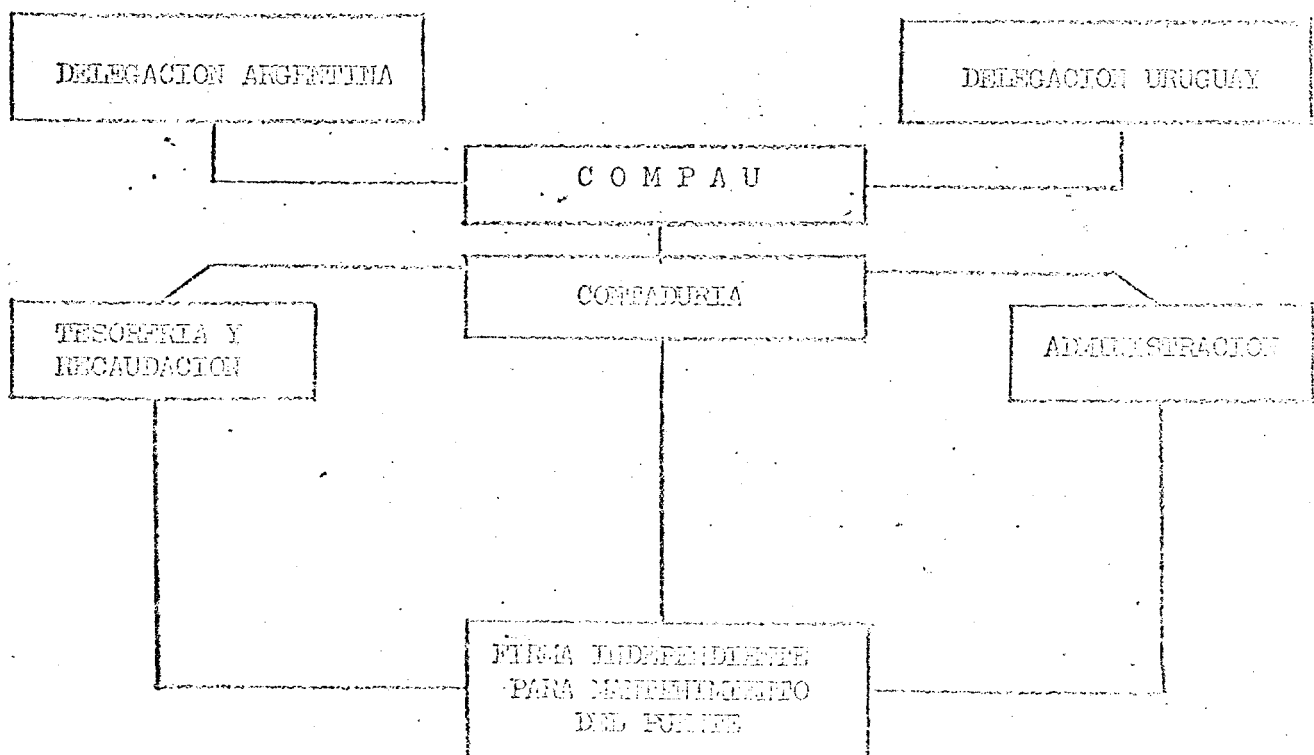 DELEGACION ARGENTINA
DELEGACION URUGUAY
C O M P A U
CONTADURIA
TESORERIA Y
RECAUDACION
ADMINISTRACION
FIRMA INDEPENDIENTE
PARA MANTENIMIENTO
DEL PUENTE